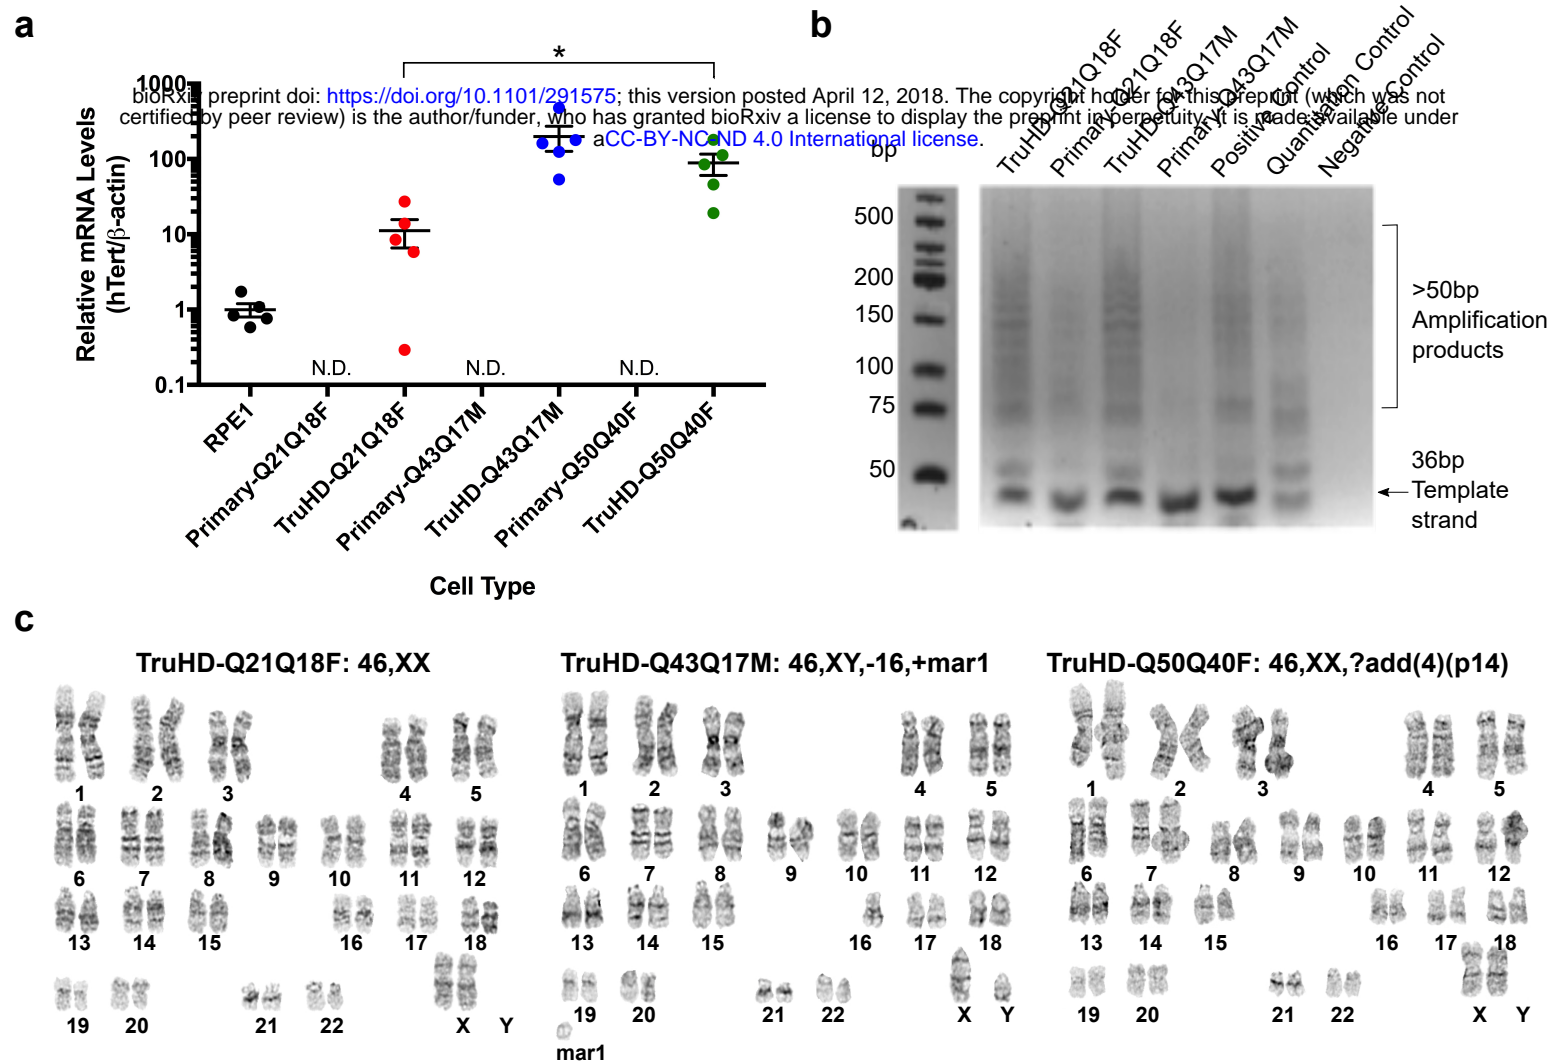 a
b
*
bioRxiv preprint doi: https://doi.org/10.1101/291575; this version posted April 12, 2018. The copyright holder for this preprint (which was not
certified by peer review) is the author/funder, who has granted bioRxiv a license to display the preprint in perpetuity. It is made available under
aCC-BY-NC-ND 4.0 International license.
Relative mRNA Levels
(hTert/β-actin)
1000
100
10
1
0.1
N.D.
N.D.
N.D.
RPE1
Primary-Q21Q18F
TruHD-Q21Q18F
Primary-Q43Q17M
TruHD-Q43Q17M
Primary-Q50Q40F
TruHD-Q50Q40F
Cell Type
TruHD-Q21Q18F
Primary-Q21Q18F
TruHD-Q43Q17M
Primary-Q43Q17M
Positive Control
Quantitation Control
Negative Control
bp
500
200
150
100
75
50
>50bp
Amplification
products
36bp
Template
strand
c
TruHD-Q21Q18F: 46,XX
1 2 3 4 5
6 7 8 9 10 11 12
13 14 15 16 17 18
19 20 21 22 X Y
TruHD-Q43Q17M: 46,XY,-16,+mar1
1 2 3 4 5
6 7 8 9 10 11 12
13 14 15 16 17 18
19 20 21 22 X Y
mar1
TruHD-Q50Q40F: 46,XX,?add(4)(p14)
1 2 3 4 5
6 7 8 9 10 11 12
13 14 15 16 17 18
19 20 21 22 X Y